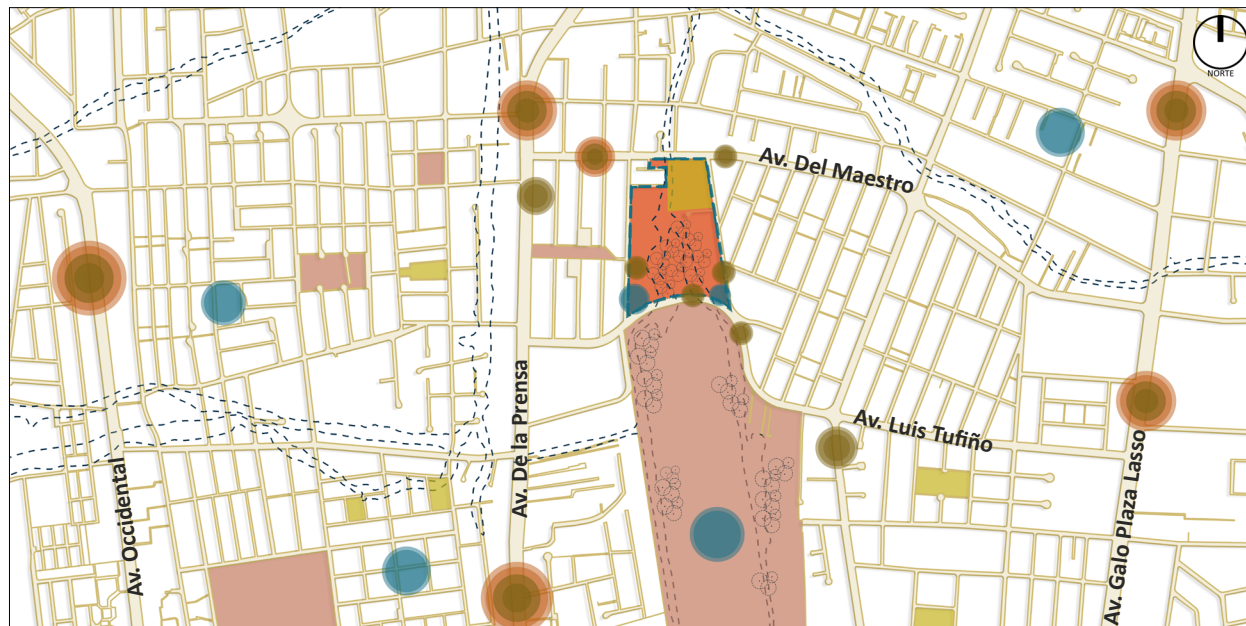 NORTE
Av. Del Maestro
Av. De la Prensa
Av. Luis Tufiño
Av. Occidental
Av. Galo Plaza Lasso